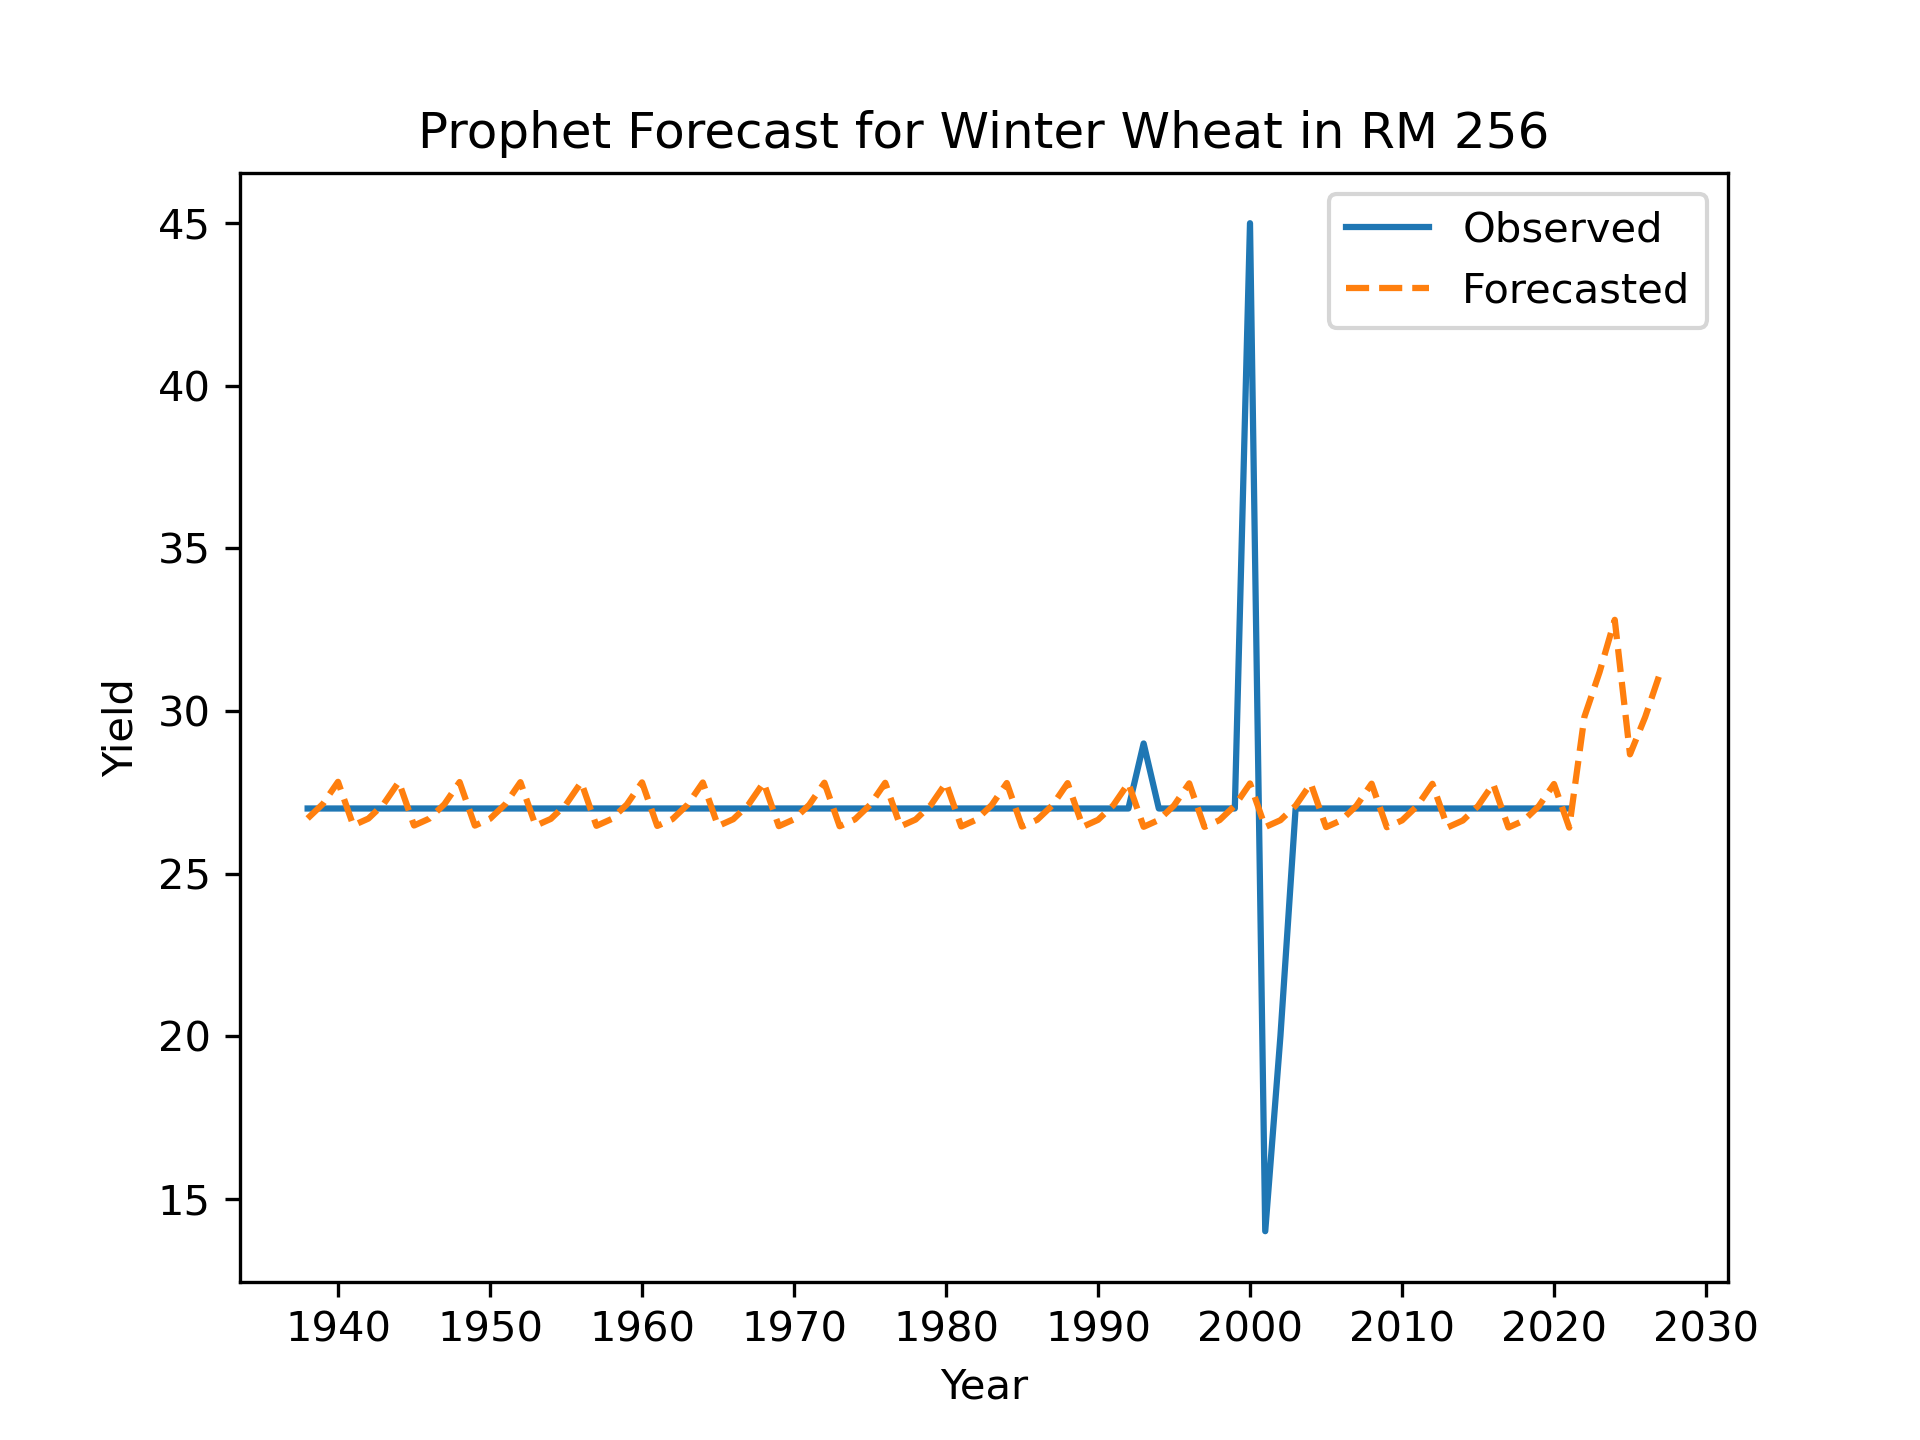 Prophet Forecast for Winter Wheat in RM 256
Observed
Forecasted
45
40
35
30
25
20
15
Yield
1940 1950 1960 1970 1980 1990 2000 2010 2020 2030
Year